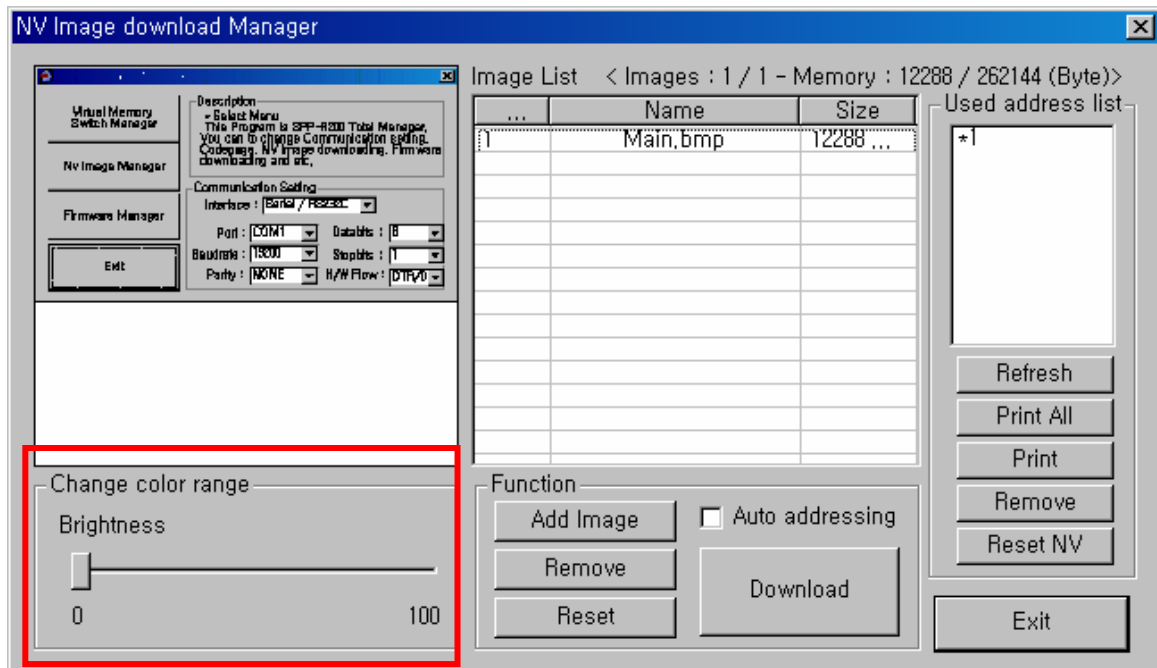 NV Image download Manager
Virtual Memory
Switch Manager
Nv Image Manager
Firmware Manager
Exit
Description
- Select Menu
This Program is SPP-R200 Total Manager,
You can to change Communication setting,
Codepage, NV Image downloading, Firmware
downloading and etc,
Communication Setting
Interface : Serial / RS232C
Port : COM1 Databits : 8
Baudrate : 19200 Stopbits : 1
Parity : NONE H/W Flow : DTR/D
Image List < Images : 1 / 1 - Memory : 12288 / 262144 (Byte)>
... Name Size
1 Main,bmp 12288 ,,,
Used address list
*1
Refresh
Print All
Print
Remove
Reset NV
Exit
Change color range
Brightness
0 100
Function
Add Image
Auto addressing
Remove
Download
Reset